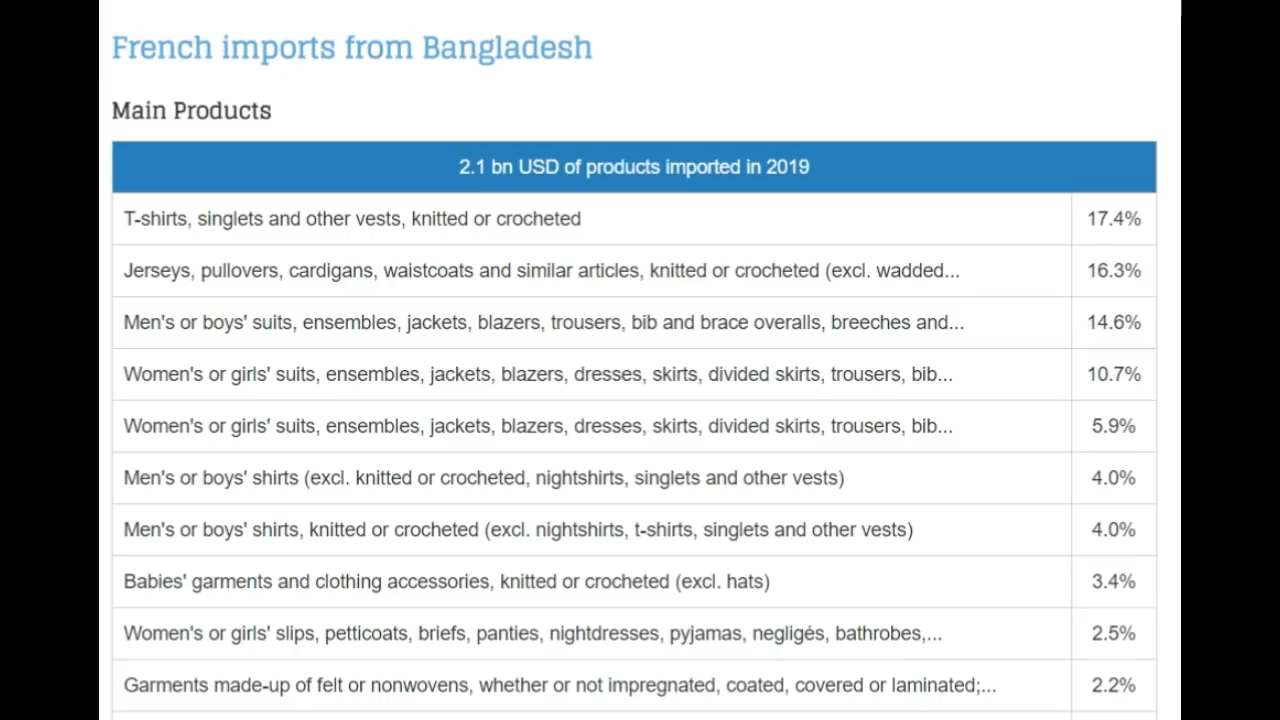 French imports from Bangladesh
Main Products
2.1 bn USD of products imported in 2019
T-shirts, singlets and other vests, knitted or crocheted 17.4%
Jerseys, pullovers, cardigans, waistcoats and similar articles, knitted or crocheted (excl. wadded... 16.3%
Men's or boys' suits, ensembles, jackets, blazers, trousers, bib and brace overalls, breeches and... 14.6%
Women's or girls' suits, ensembles, jackets, blazers, dresses, skirts, divided skirts, trousers, bib... 10.7%
Women's or girls' suits, ensembles, jackets, blazers, dresses, skirts, divided skirts, trousers, bib... 5.9%
Men's or boys' shirts (excl. knitted or crocheted, nightshirts, singlets and other vests) 4.0%
Men's or boys' shirts, knitted or crocheted (excl. nightshirts, t-shirts, singlets and other vests) 4.0%
Babies' garments and clothing accessories, knitted or crocheted (excl. hats) 3.4%
Women's or girls' slips, petticoats, briefs, panties, nightdresses, pyjamas, negligés, bathrobes,... 2.5%
Garments made-up of felt or nonwovens, whether or not impregnated, coated, covered or laminated;... 2.2%